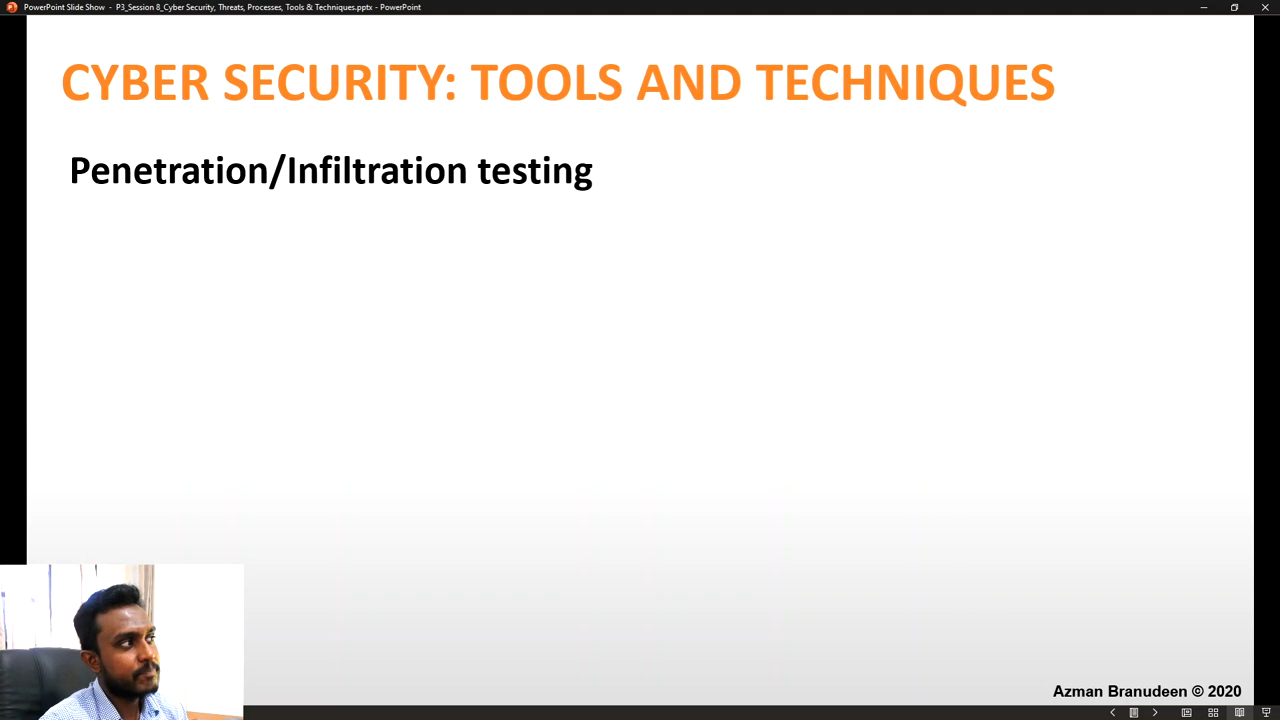 PowerPoint Slide Show - P3_Session 8_Cyber Security, Threats, Processes, Tools & Techniques.pptx - PowerPoint
CYBER SECURITY: TOOLS AND TECHNIQUES
Penetration/Infiltration testing
Azman Branudeen © 2020